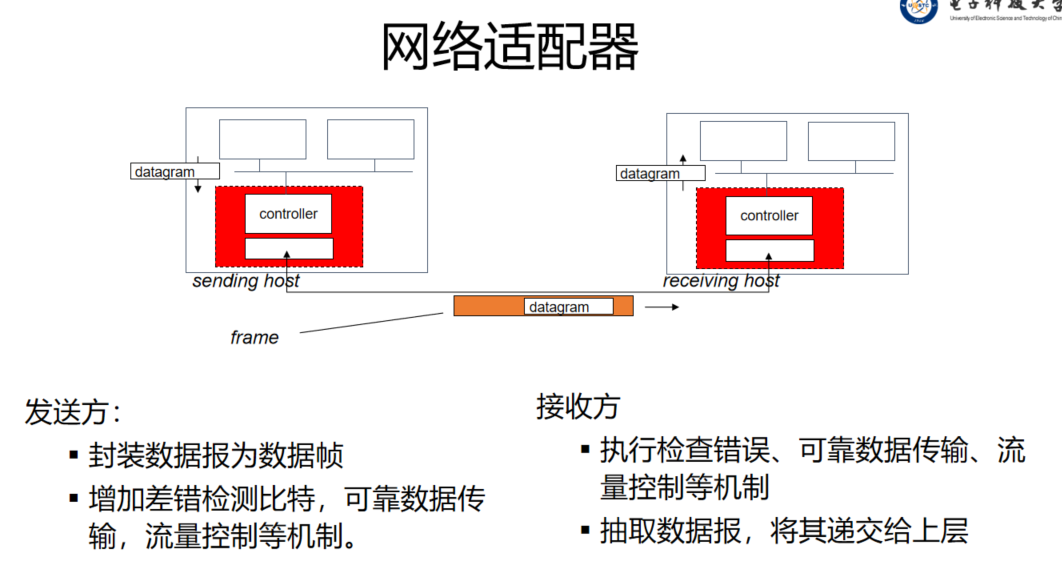 电子科技大学
University of Electronic Science and Technology of China
网络适配器
datagram
controller
sending host
datagram
controller
receiving host
datagram
frame
发送方：
▪ 封装数据报为数据帧
▪ 增加差错检测比特，可靠数据传
输，流量控制等机制。
接收方
▪ 执行检查错误、可靠数据传输、流
量控制等机制
▪ 抽取数据报，将其递交给上层